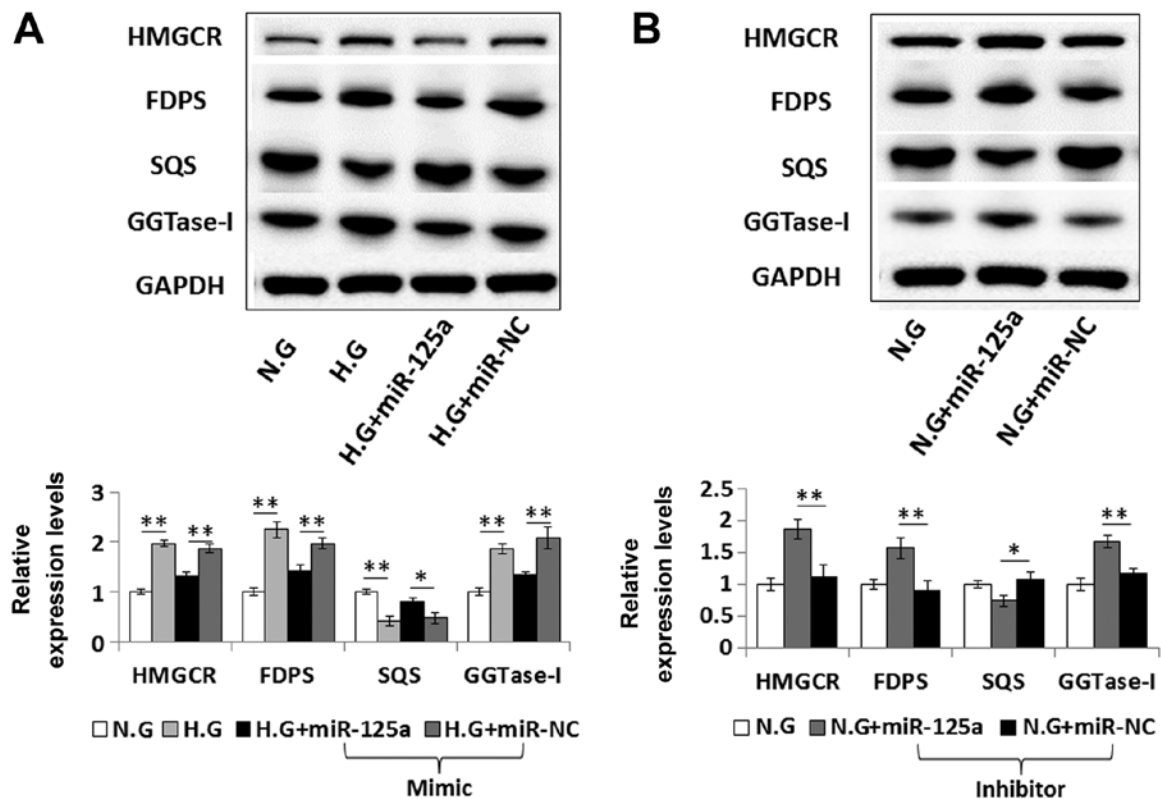 A
HMGCR
FDPS
SQS
GGTase-I
GAPDH
N.G
H.G
H.G+miR-125a
H.G+miR-NC
Relative
expression levels
3
2
1
0
** **
** **
** *
** **
HMGCR FDPS SQS GGTase-I
N.G H.G H.G+miR-125a H.G+miR-NC
Mimic
B
HMGCR
FDPS
SQS
GGTase-I
GAPDH
N.G
N.G+miR-125a
N.G+miR-NC
Relative
expression levels
2.5
2
1.5
1
0.5
0
**
**
*
**
HMGCR FDPS SQS GGTase-I
N.G N.G+miR-125a N.G+miR-NC
Inhibitor